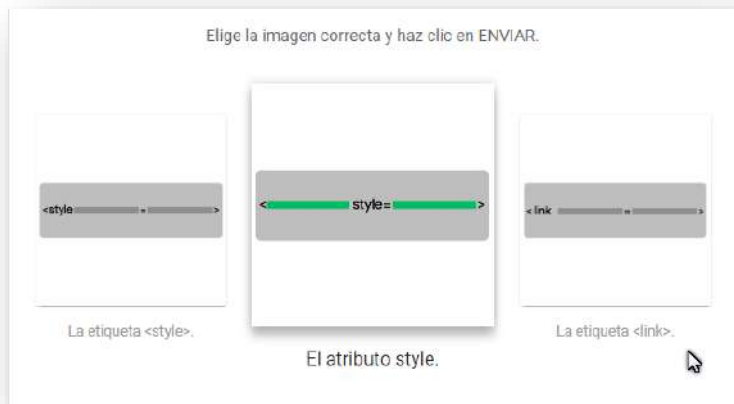 Elige la imagen correcta y haz clic en ENVIAR.
<style = >
< style= >
< link = >
La etiqueta <style>.
El atributo style.
La etiqueta <link>.